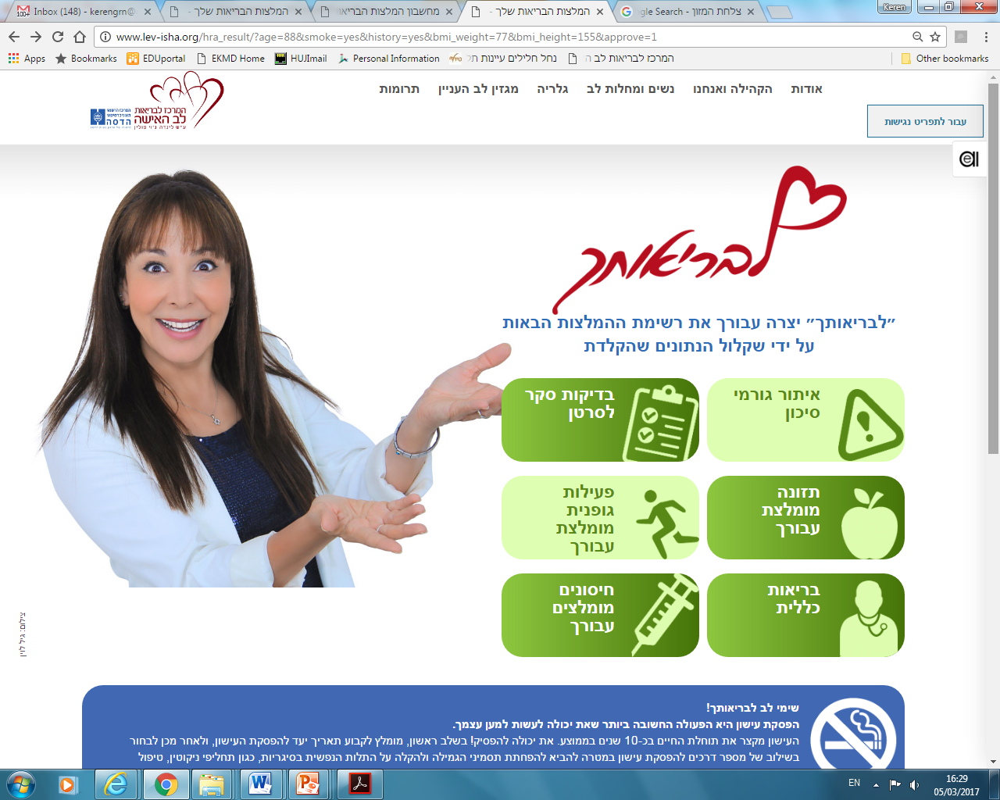 Inbox (148) - kerengrn@
המלצות הבריאות שלך -
מחשבון המלצות הבריאו
המלצות הבריאות שלך -
צלחת המזון - gle Search
Keren
www.lev-isha.org/hra_result/?age=88&smoke=yes&history=yes&bmi_weight=77&bmi_height=155&approve=1
Apps
Bookmarks
EDUportal
EKMD Home
HUJImail
Personal Information
נחל חלילים עיינות תל
המרכז לבריאות לב ה
Other bookmarks
אודות
הקהילה ואנחנו
נשים ומחלות לב
גלריה
מגזין לב העניין
תרומות
המרכז לבריאות
לב האישה
הדסה
עבור לתפריט נגישות
לבריאותך
״לבריאותך״ יצרה עבורך את רשימת ההמלצות הבאות
על ידי שקלול הנתונים שהקלדת
איתור גורמי
סיכון
בדיקות סקר
לסרטן
תזונה
מומלצת
עבורך
פעילות
גופנית
מומלצת
עבורך
בריאות
כללית
חיסונים
מומלצים
עבורך
צילום: גיל לוין
שימי לב לבריאותך!
הפסקת עישון היא הפעולה החשובה ביותר שאת יכולה לעשות למען עצמך.
העישון מקצר את תוחלת החיים בכ-10 שנים בממוצע. את יכולה להפסיק! בשלב ראשון, מומלץ לקבוע תאריך יעד להפסקת העישון, ולאחר מכן לבחור
בשילוב של מספר דרכים להפסקת עישון במטרה להביא להפחתת תסמיני הגמילה ולהקלה על התלות הנפשית בסיגריות, כגון תחליפי ניקוטין, טיפול
EN
16:29
05/03/2017